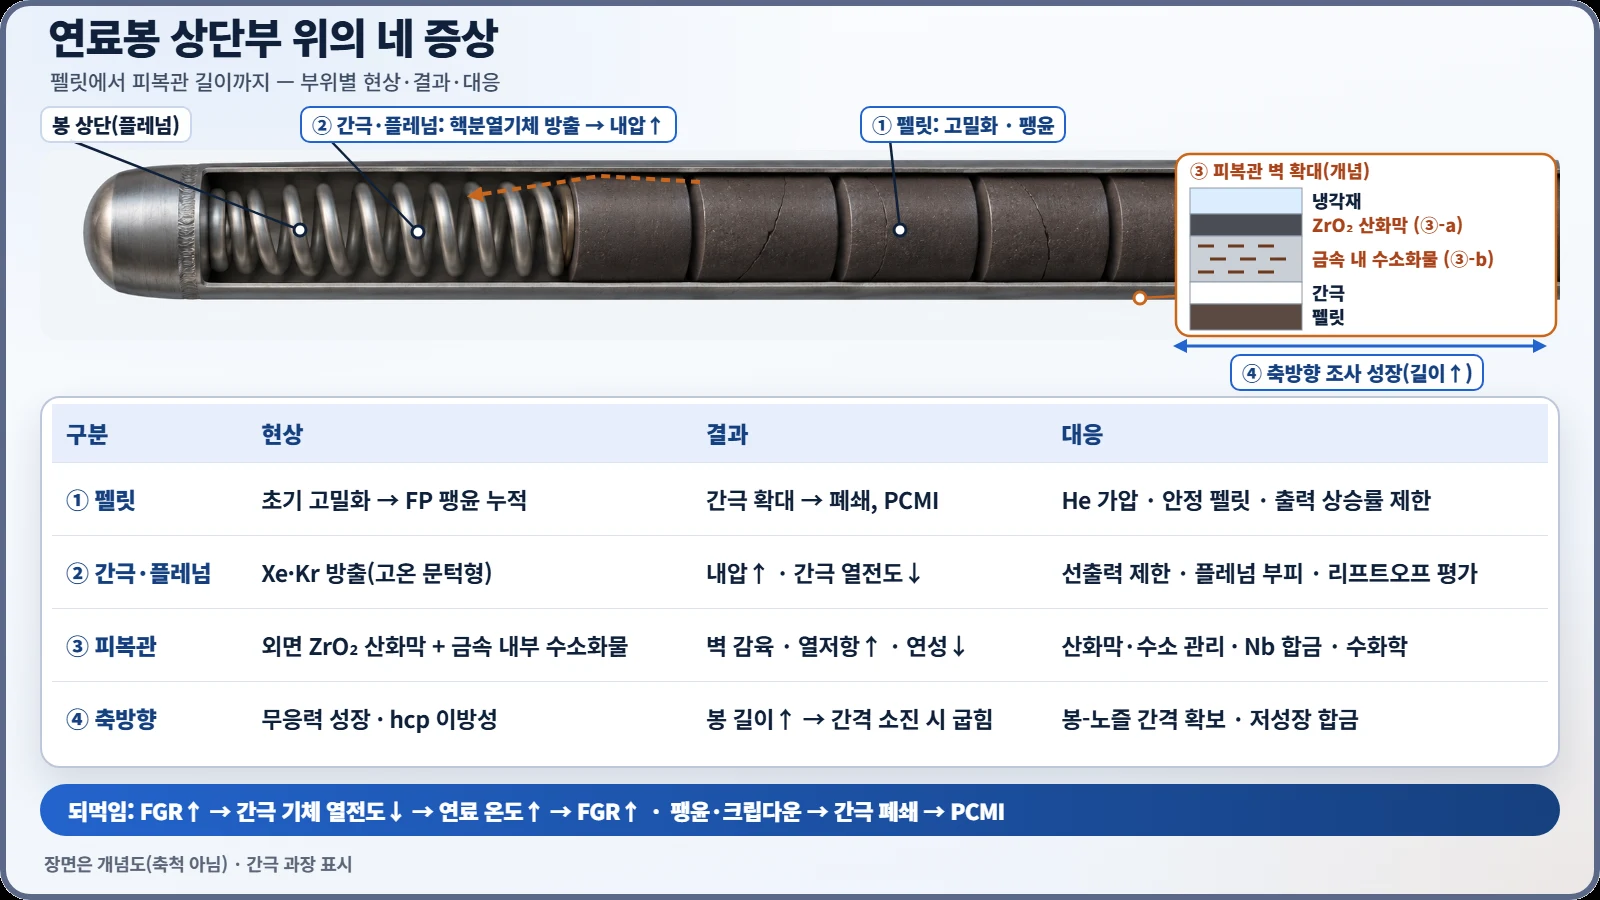 연료봉 상단부 위의 네 증상
펠릿에서 피복관 길이까지 — 부위별 현상·결과·대응
봉 상단(플레넘)
② 간극·플레넘: 핵분열기체 방출 → 내압↑
① 펠릿: 고밀화 · 팽윤
③ 피복관 벽 확대(개념)
냉각재
ZrO₂ 산화막 (③-a)
금속 내 수소화물 (③-b)
간극
펠릿
④ 축방향 조사 성장(길이↑)
구분 현상 결과 대응
① 펠릿 초기 고밀화 → FP 팽윤 누적 간극 확대 → 폐쇄, PCMI He 가압 · 안정 펠릿 · 출력 상승률 제한
② 간극·플레넘 Xe·Kr 방출(고온 문턱형) 내압↑ · 간극 열전도↓ 선출력 제한 · 플레넘 부피 · 리프트오프 평가
③ 피복관 외면 ZrO₂ 산화막 + 금속 내부 수소화물 벽 감육 · 열저항↑ · 연성↓ 산화막·수소 관리 · Nb 합금 · 수화학
④ 축방향 무응력 성장 · hcp 이방성 봉 길이↑ → 간격 소진 시 굽힘 봉-노즐 간격 확보 · 저성장 합금
되먹임: FGR↑ → 간극 기체 열전도↓ → 연료 온도↑ → FGR↑ · 팽윤·크립다운 → 간극 폐쇄 → PCMI
장면은 개념도(축척 아님) · 간극 과장 표시